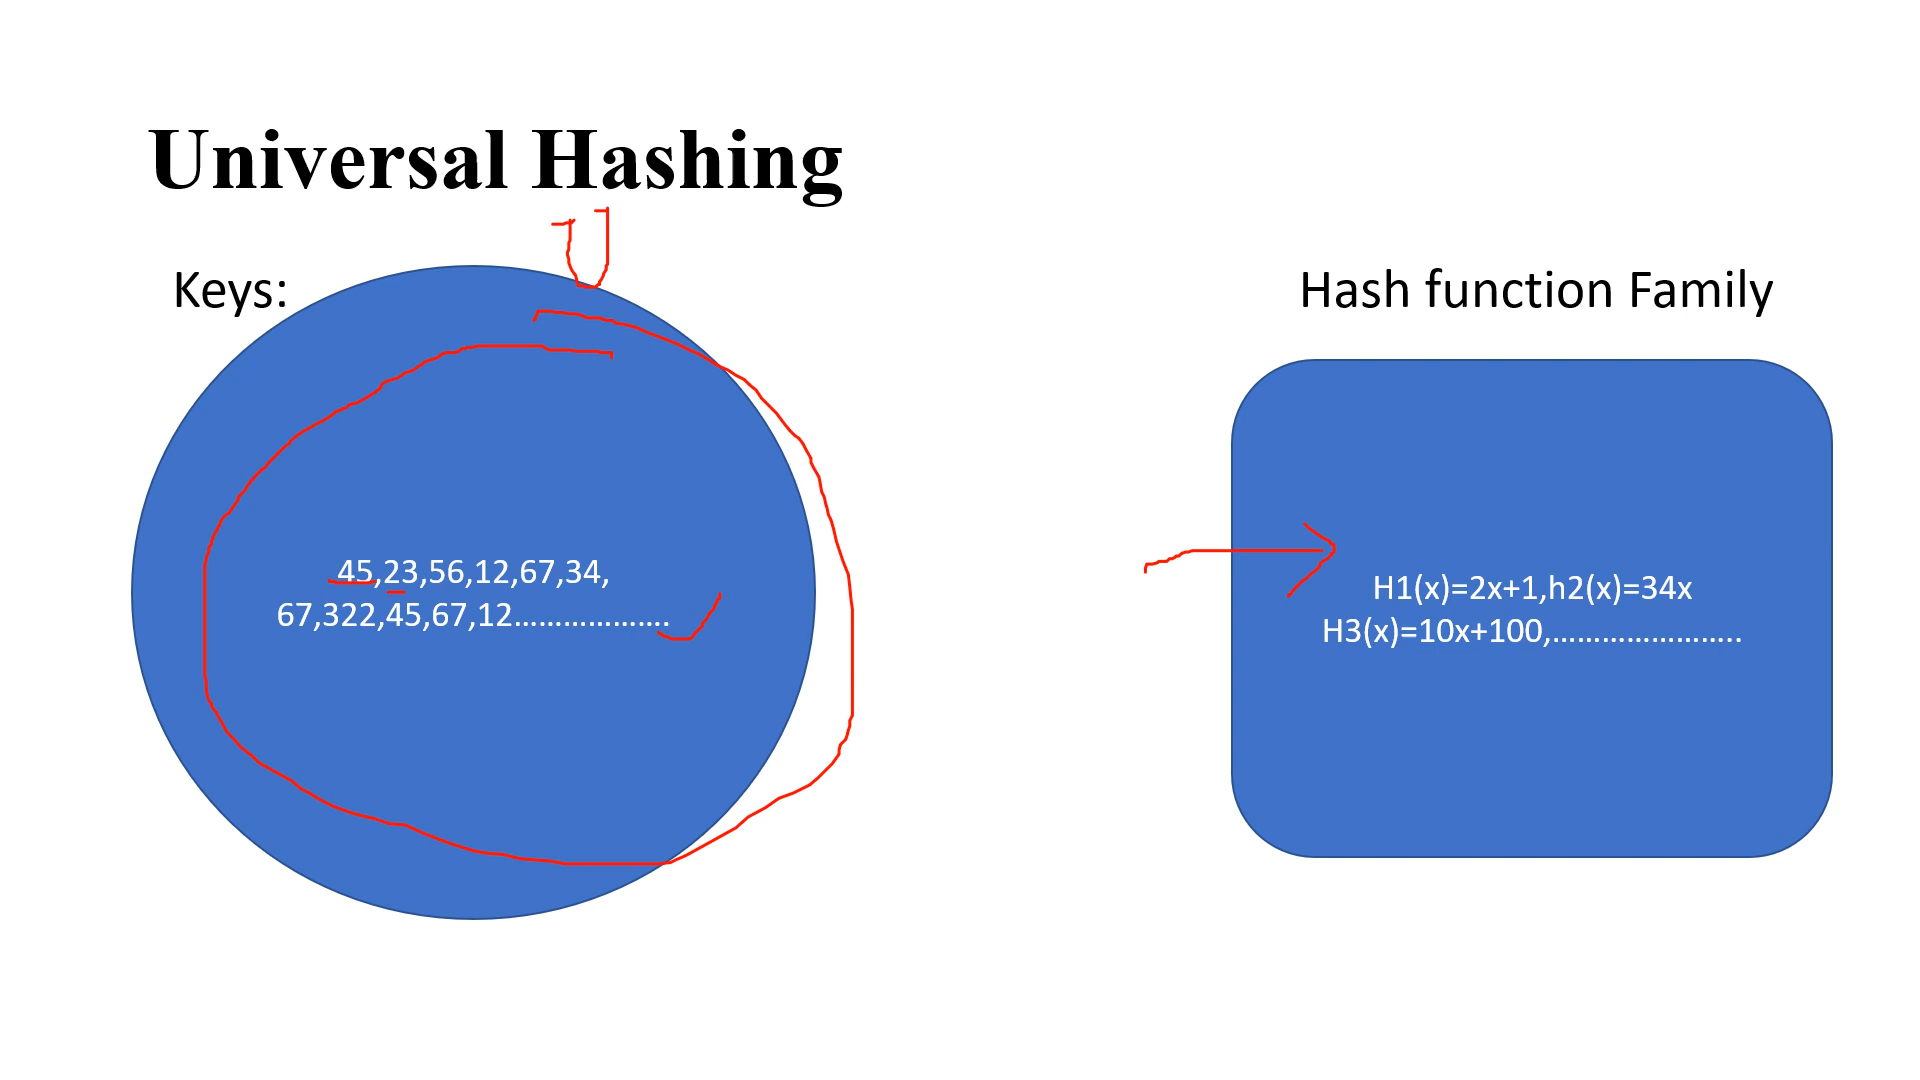 Universal Hashing
U
Keys:
45,23,56,12,67,34,
67,322,45,67,12..................
Hash function Family
H1(x)=2x+1,h2(x)=34x
H3(x)=10x+100,.......................